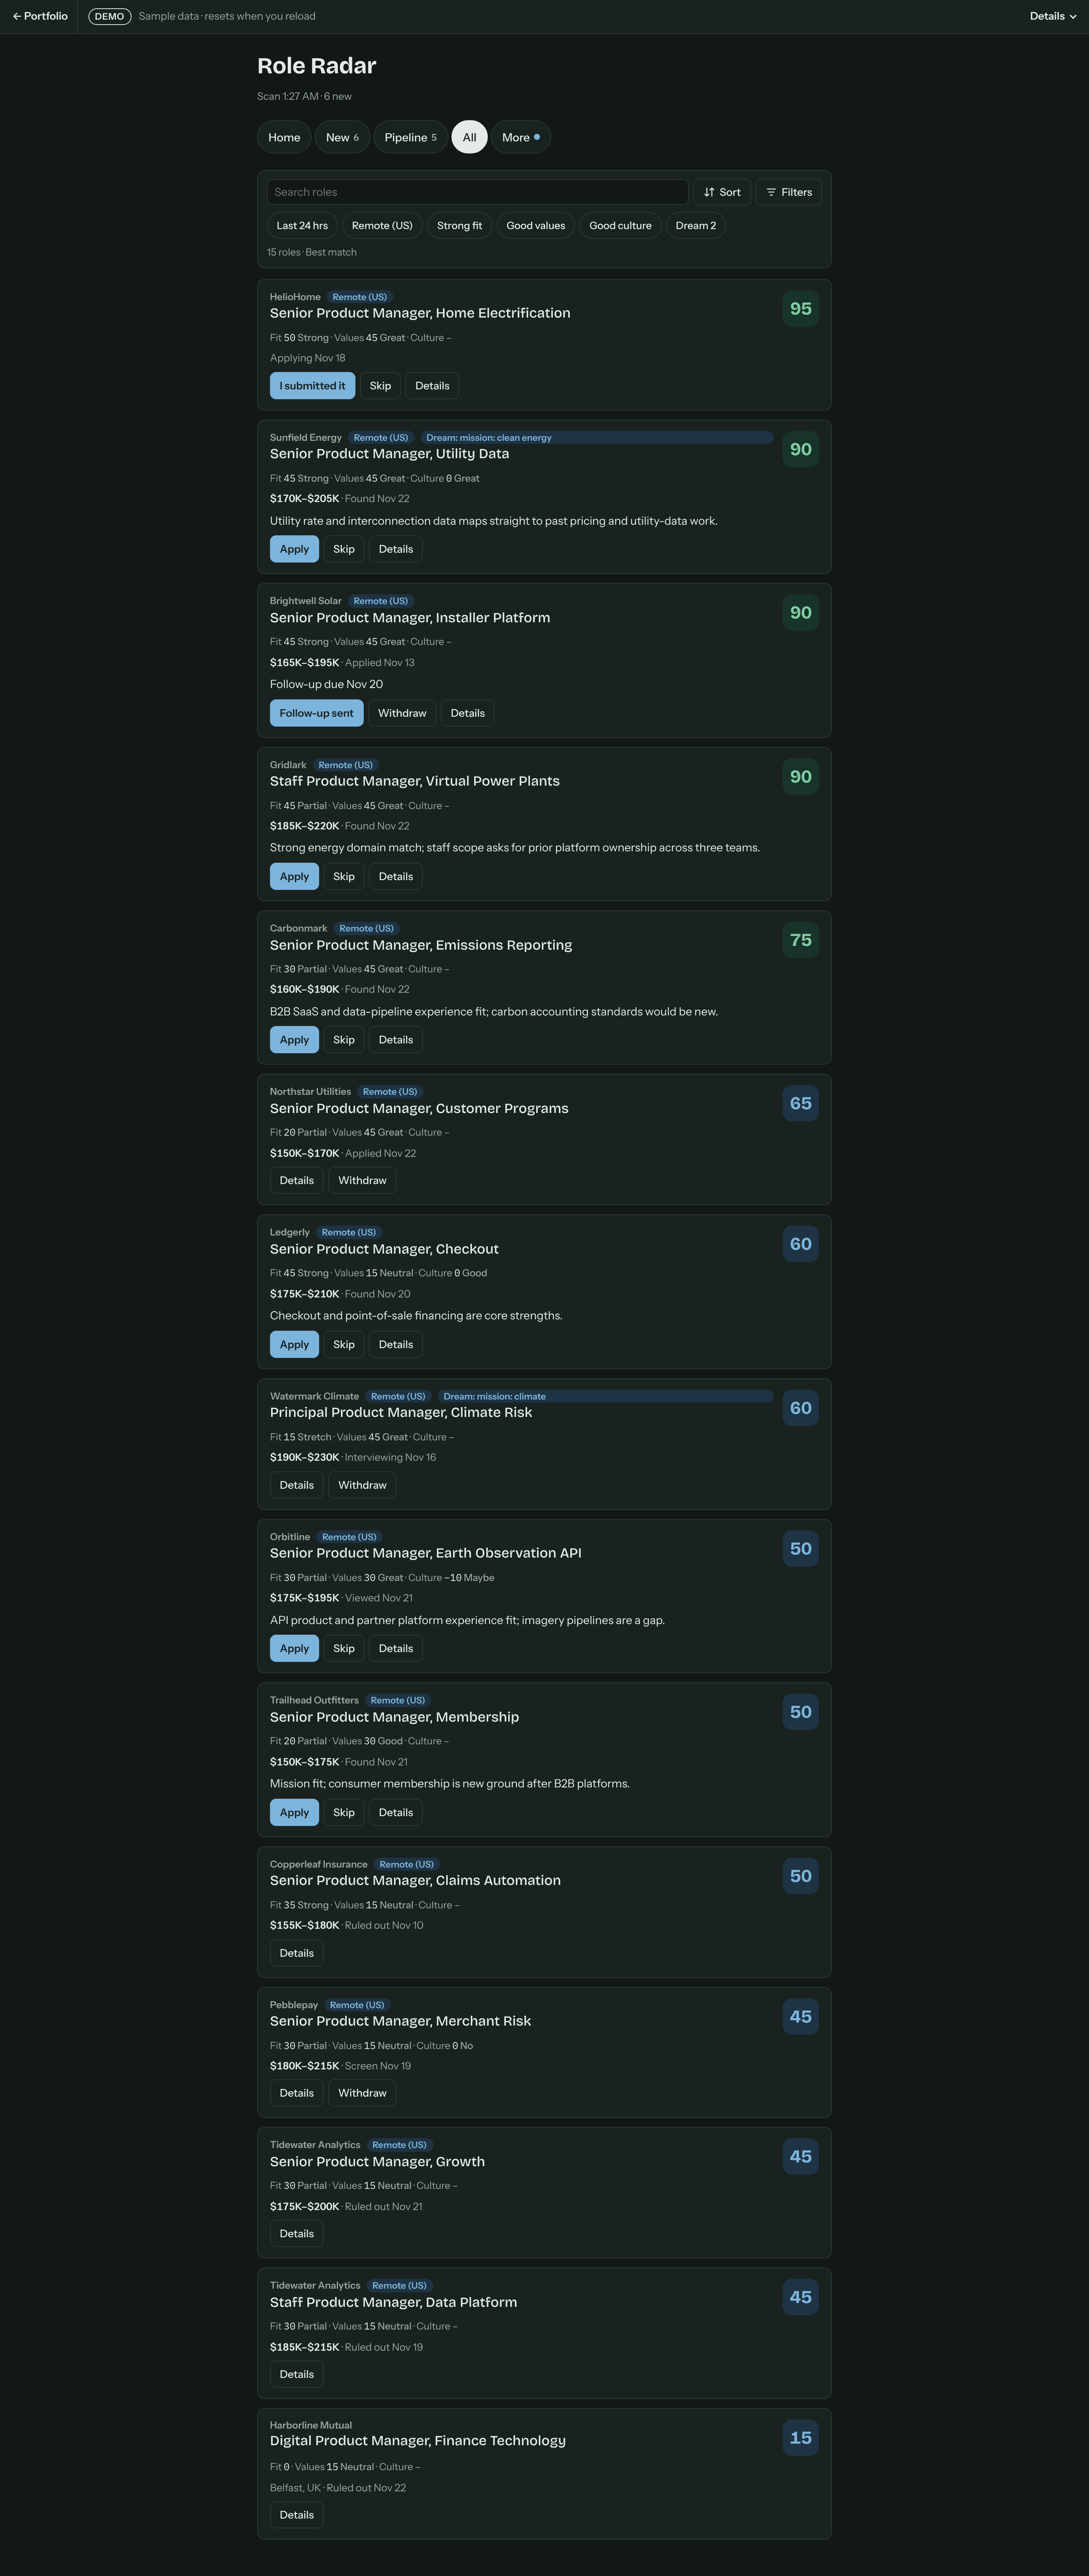 ← Portfolio DEMO Sample data · resets when you reload Details
Role Radar
Scan 1:27 AM · 6 new
Home New 6 Pipeline 5 All More
Search roles Sort Filters
Last 24 hrs Remote (US) Strong fit Good values Good culture Dream 2
15 roles · Best match
HelioHome Remote (US)
95
Senior Product Manager, Home Electrification
Fit 50 Strong · Values 45 Great · Culture –
Applying Nov 18
I submitted it Skip Details
Sunfield Energy Remote (US) Dream: mission: clean energy
90
Senior Product Manager, Utility Data
Fit 45 Strong · Values 45 Great · Culture 0 Great
$170K–$205K · Found Nov 22
Utility rate and interconnection data maps straight to past pricing and utility-data work.
Apply Skip Details
Brightwell Solar Remote (US)
90
Senior Product Manager, Installer Platform
Fit 45 Strong · Values 45 Great · Culture –
$165K–$195K · Applied Nov 13
Follow-up due Nov 20
Follow-up sent Withdraw Details
Gridlark Remote (US)
90
Staff Product Manager, Virtual Power Plants
Fit 45 Partial · Values 45 Great · Culture –
$185K–$220K · Found Nov 22
Strong energy domain match; staff scope asks for prior platform ownership across three teams.
Apply Skip Details
Carbonmark Remote (US)
75
Senior Product Manager, Emissions Reporting
Fit 30 Partial · Values 45 Great · Culture –
$160K–$190K · Found Nov 22
B2B SaaS and data-pipeline experience fit; carbon accounting standards would be new.
Apply Skip Details
Northstar Utilities Remote (US)
65
Senior Product Manager, Customer Programs
Fit 20 Partial · Values 45 Great · Culture –
$150K–$170K · Applied Nov 22
Details Withdraw
Ledgerly Remote (US)
60
Senior Product Manager, Checkout
Fit 45 Strong · Values 15 Neutral · Culture 0 Good
$175K–$210K · Found Nov 20
Checkout and point-of-sale financing are core strengths.
Apply Skip Details
Watermark Climate Remote (US) Dream: mission: climate
60
Principal Product Manager, Climate Risk
Fit 15 Stretch · Values 45 Great · Culture –
$190K–$230K · Interviewing Nov 16
Details Withdraw
Orbitline Remote (US)
50
Senior Product Manager, Earth Observation API
Fit 30 Partial · Values 30 Great · Culture −10 Maybe
$175K–$195K · Viewed Nov 21
API product and partner platform experience fit; imagery pipelines are a gap.
Apply Skip Details
Trailhead Outfitters Remote (US)
50
Senior Product Manager, Membership
Fit 20 Partial · Values 30 Good · Culture –
$150K–$175K · Found Nov 21
Mission fit; consumer membership is new ground after B2B platforms.
Apply Skip Details
Copperleaf Insurance Remote (US)
50
Senior Product Manager, Claims Automation
Fit 35 Strong · Values 15 Neutral · Culture –
$155K–$180K · Ruled out Nov 10
Details
Pebblepay Remote (US)
45
Senior Product Manager, Merchant Risk
Fit 30 Partial · Values 15 Neutral · Culture 0 No
$180K–$215K · Screen Nov 19
Details Withdraw
Tidewater Analytics Remote (US)
45
Senior Product Manager, Growth
Fit 30 Partial · Values 15 Neutral · Culture –
$175K–$200K · Ruled out Nov 21
Details
Tidewater Analytics Remote (US)
45
Staff Product Manager, Data Platform
Fit 30 Partial · Values 15 Neutral · Culture –
$185K–$215K · Ruled out Nov 19
Details
Harborline Mutual
15
Digital Product Manager, Finance Technology
Fit 0 · Values 15 Neutral · Culture –
Belfast, UK · Ruled out Nov 22
Details